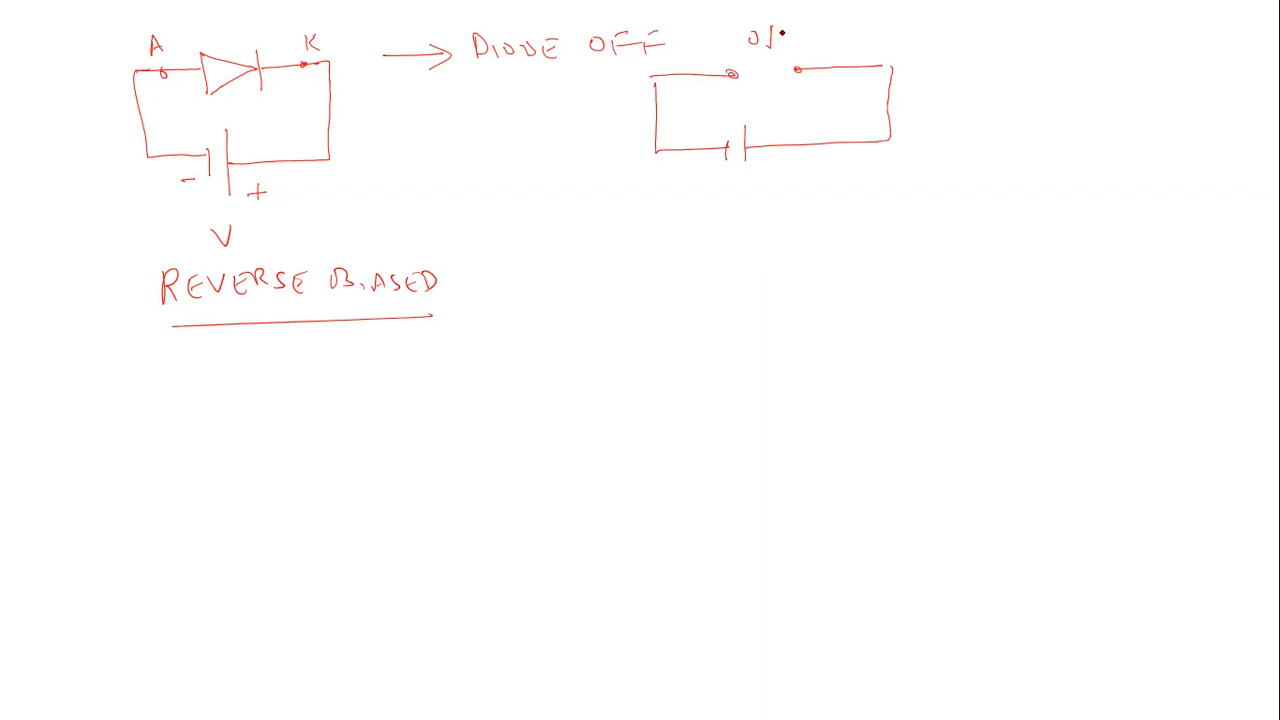 A K
DIODE OFF
- +
V
REVERSE BIASED